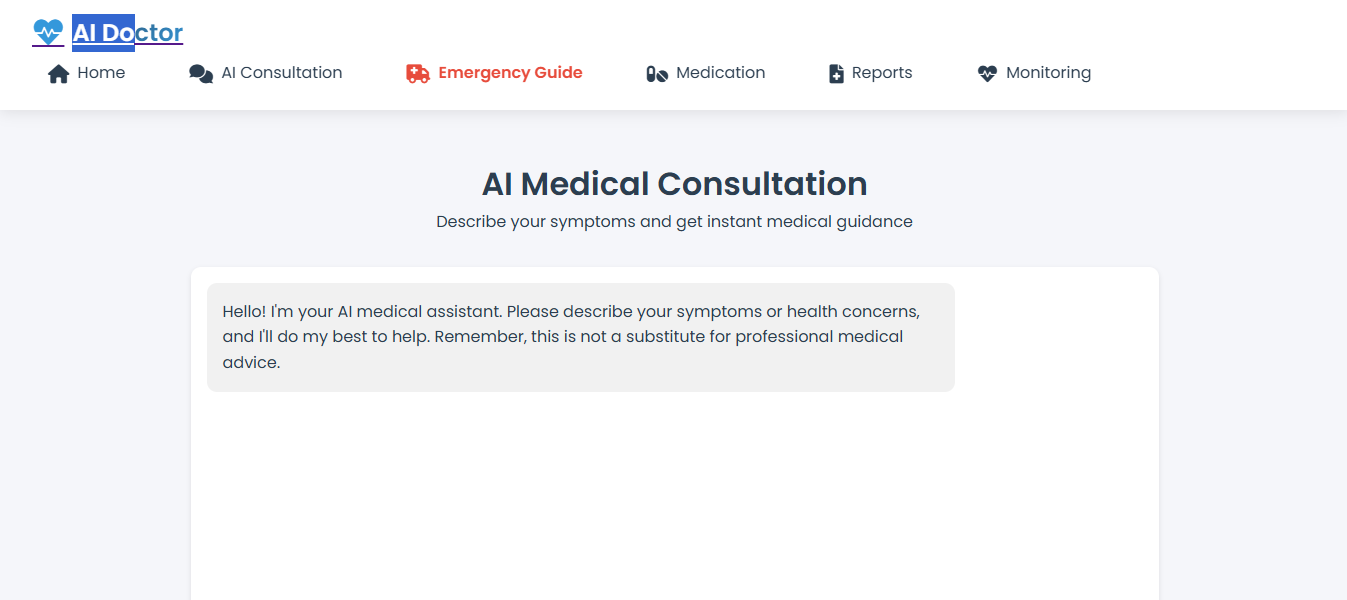 AI Doctor
Home AI Consultation Emergency Guide Medication Reports Monitoring
AI Medical Consultation
Describe your symptoms and get instant medical guidance
Hello! I'm your AI medical assistant. Please describe your symptoms or health concerns,
and I'll do my best to help. Remember, this is not a substitute for professional medical
advice.